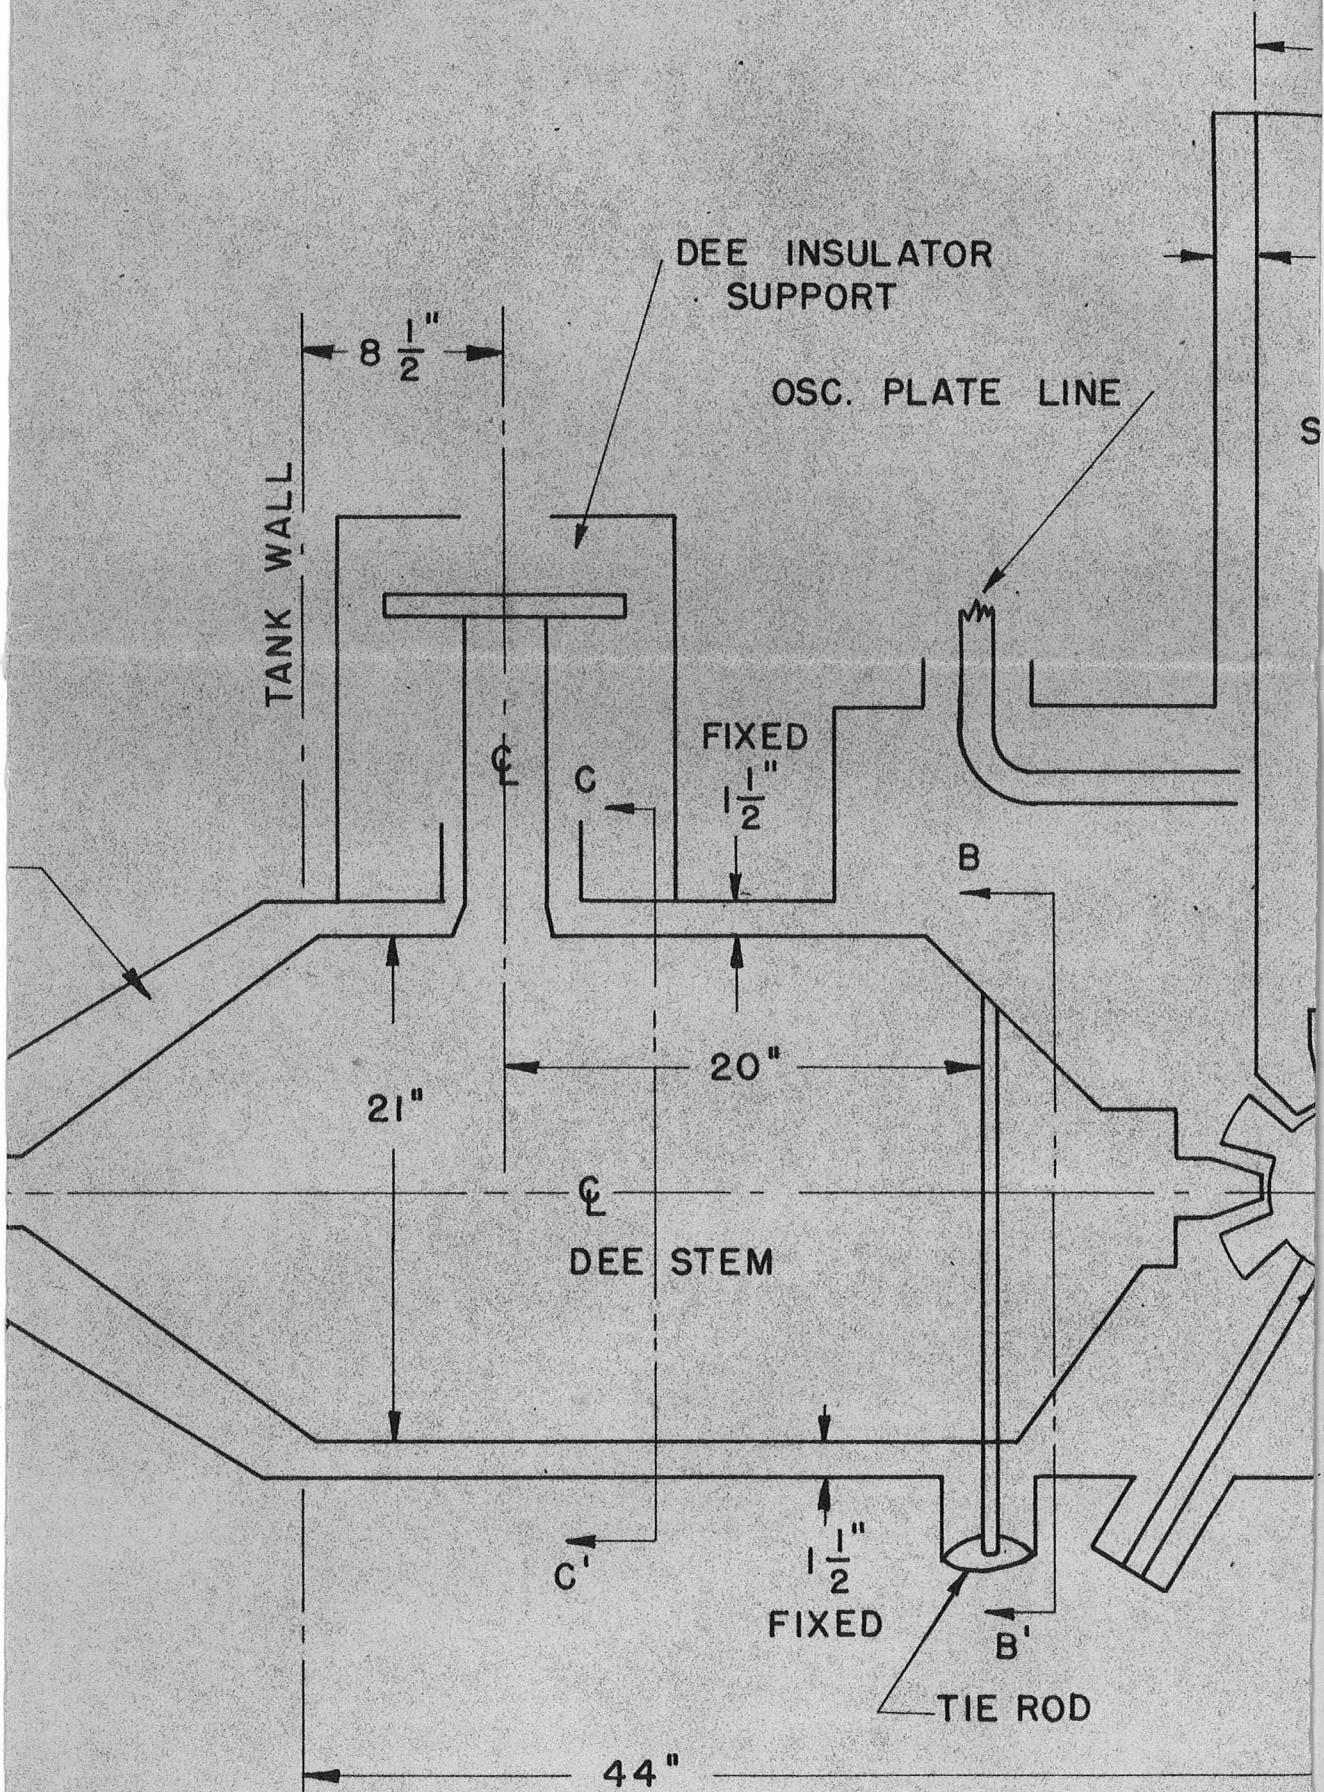 DEE INSULATOR
SUPPORT
8 1/2"
OSC. PLATE LINE
S
TANK WALL
FIXED
1 1/2"
℄
C
B
20"
21"
℄
DEE STEM
C'
1 1/2"
FIXED
B'
TIE ROD
44"